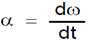 α = dω/dt